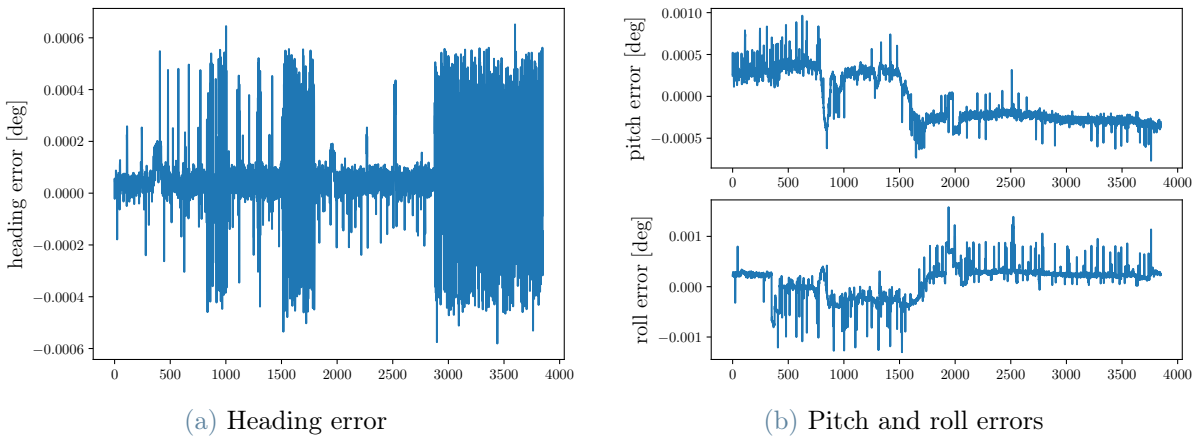 0.0006
0.0004
0.0002
0.0000
−0.0002
−0.0004
−0.0006
heading error [deg]
0 500 1000 1500 2000 2500 3000 3500 4000
(a) Heading error
0.0010
0.0005
0.0000
−0.0005
pitch error [deg]
0 500 1000 1500 2000 2500 3000 3500 4000
0.001
0.000
−0.001
roll error [deg]
0 500 1000 1500 2000 2500 3000 3500 4000
(b) Pitch and roll errors